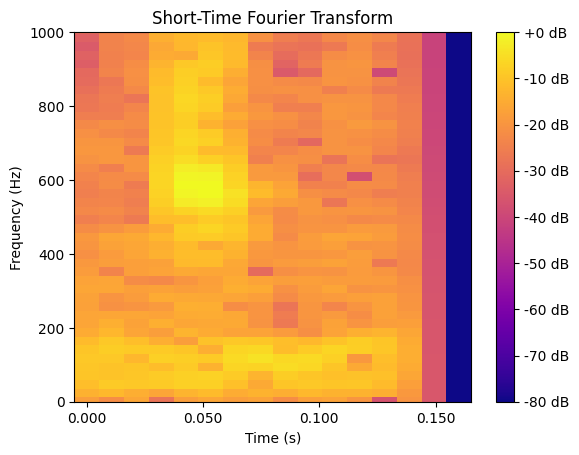 Short-Time Fourier Transform
1000
800
600
400
200
0
Frequency (Hz)
0.000
0.050
0.100
0.150
Time (s)
+0 dB
-10 dB
-20 dB
-30 dB
-40 dB
-50 dB
-60 dB
-70 dB
-80 dB